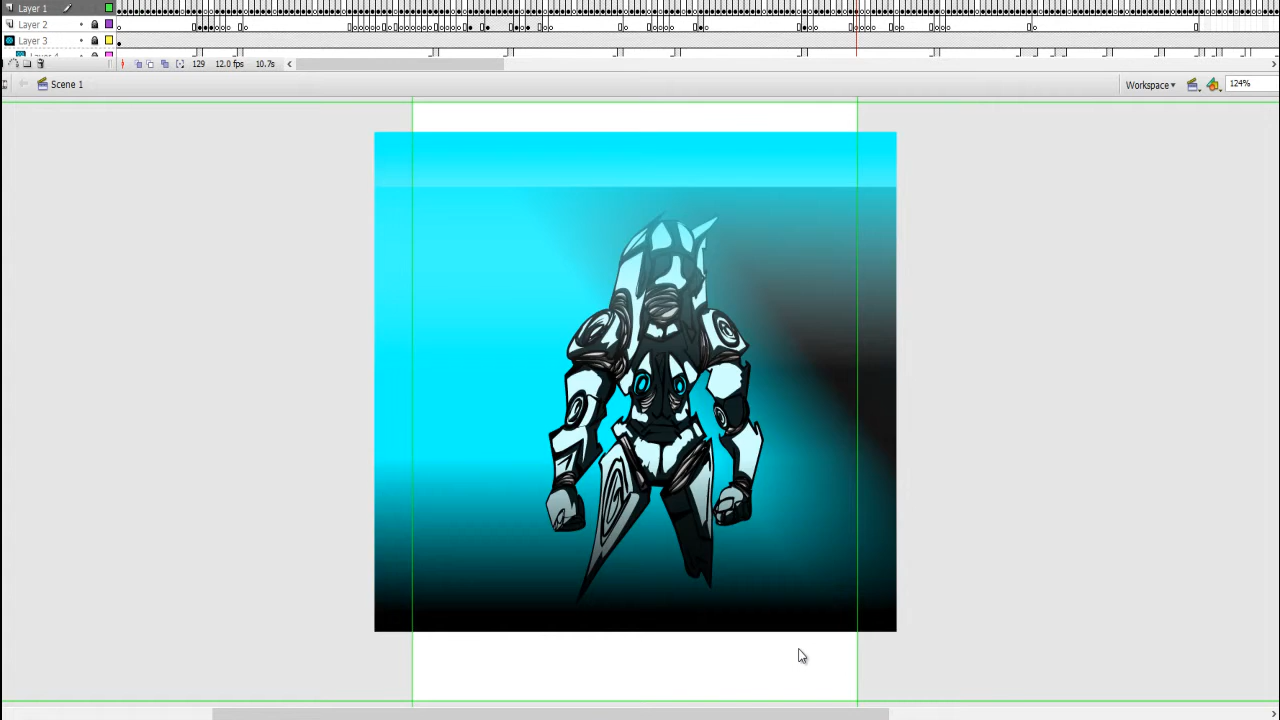 Layer 1
Layer 2
Layer 3
129 12.0 fps 10.7s
Scene 1
Workspace
124%